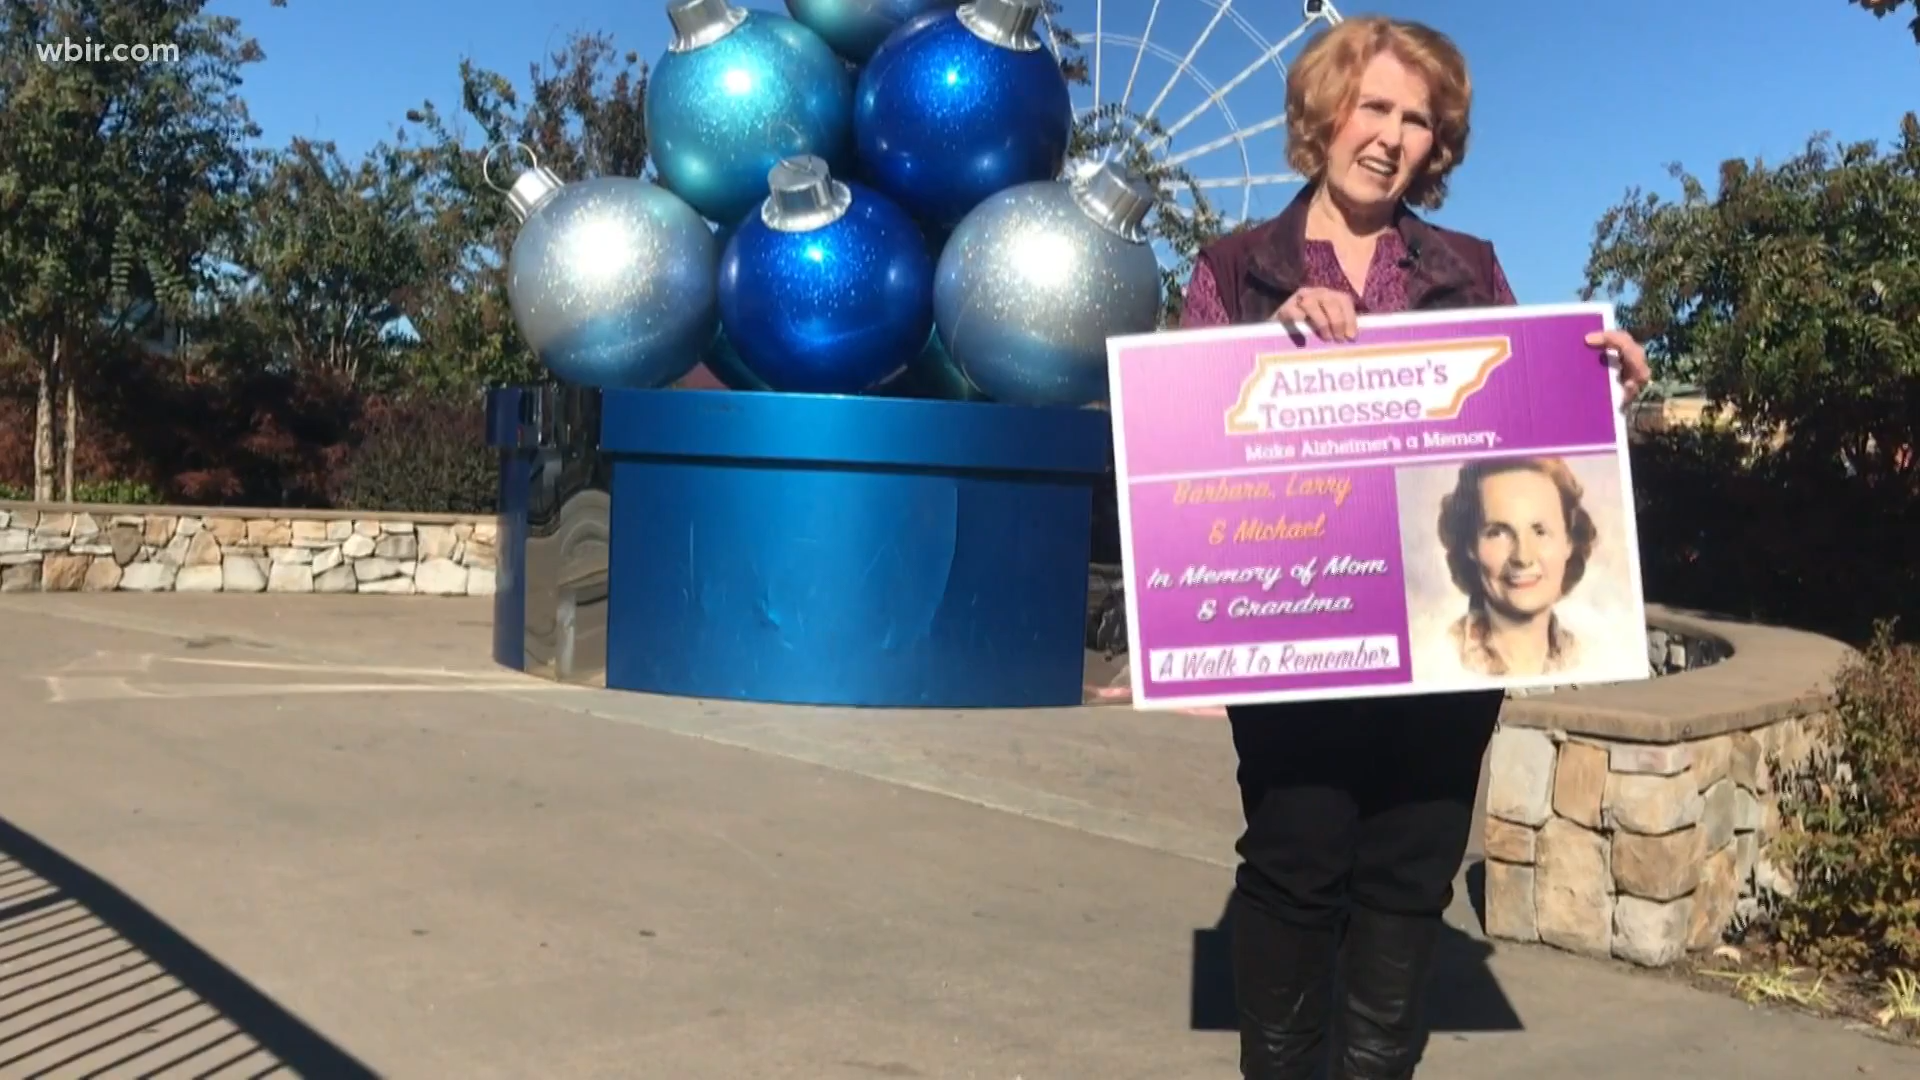 wbir.com
Alzheimer's
Tennessee
Make Alzheimer's a Memory
Barbara, Larry
& Michael
In Memory of Mom
& Grandma
A Walk To Remember